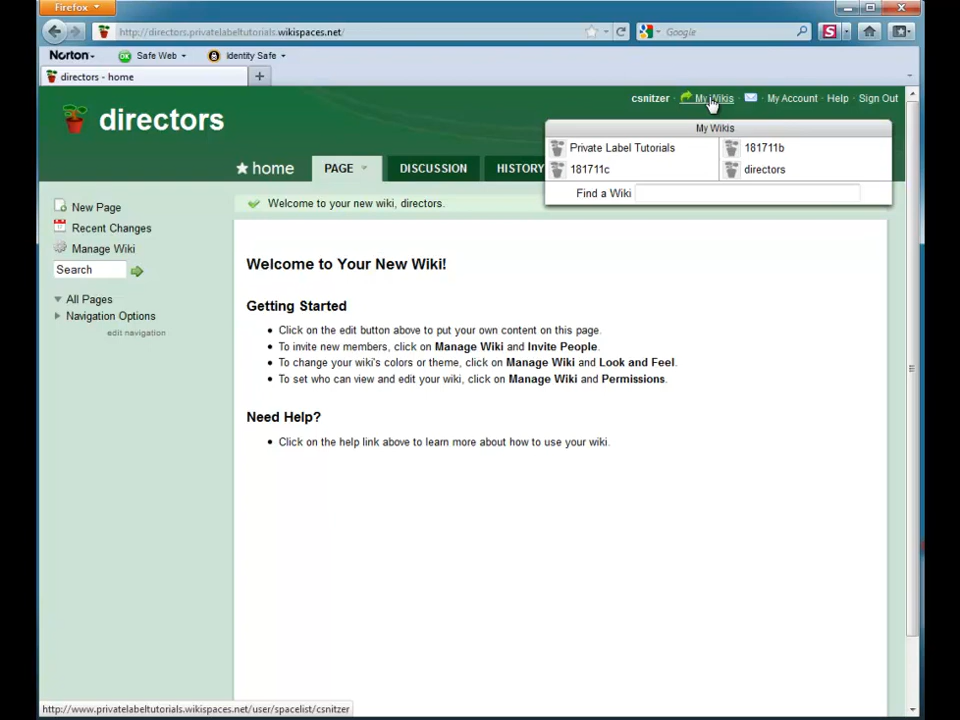 Firefox
http://directors.privatelabeltutorials.wikispaces.net/
Google
Norton Safe Web Identity Safe
directors - home
csnitzer My Wikis My Account Help Sign Out
directors
My Wikis
Private Label Tutorials 181711b
181711c directors
Find a Wiki
home PAGE DISCUSSION HISTORY
Welcome to your new wiki, directors.
New Page
Recent Changes
Manage Wiki
Search
All Pages
Navigation Options
edit navigation
Welcome to Your New Wiki!
Getting Started
• Click on the edit button above to put your own content on this page.
• To invite new members, click on Manage Wiki and Invite People.
• To change your wiki's colors or theme, click on Manage Wiki and Look and Feel.
• To set who can view and edit your wiki, click on Manage Wiki and Permissions.
Need Help?
• Click on the help link above to learn more about how to use your wiki.
http://www.privatelabeltutorials.wikispaces.net/user/spacelist/csnitzer